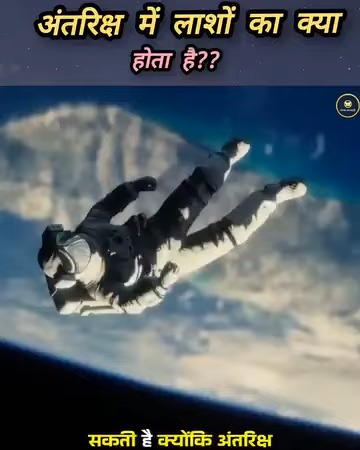 अंतरिक्ष में लाशों का क्या
होता है??
सकती है क्योंकि अंतरिक्ष